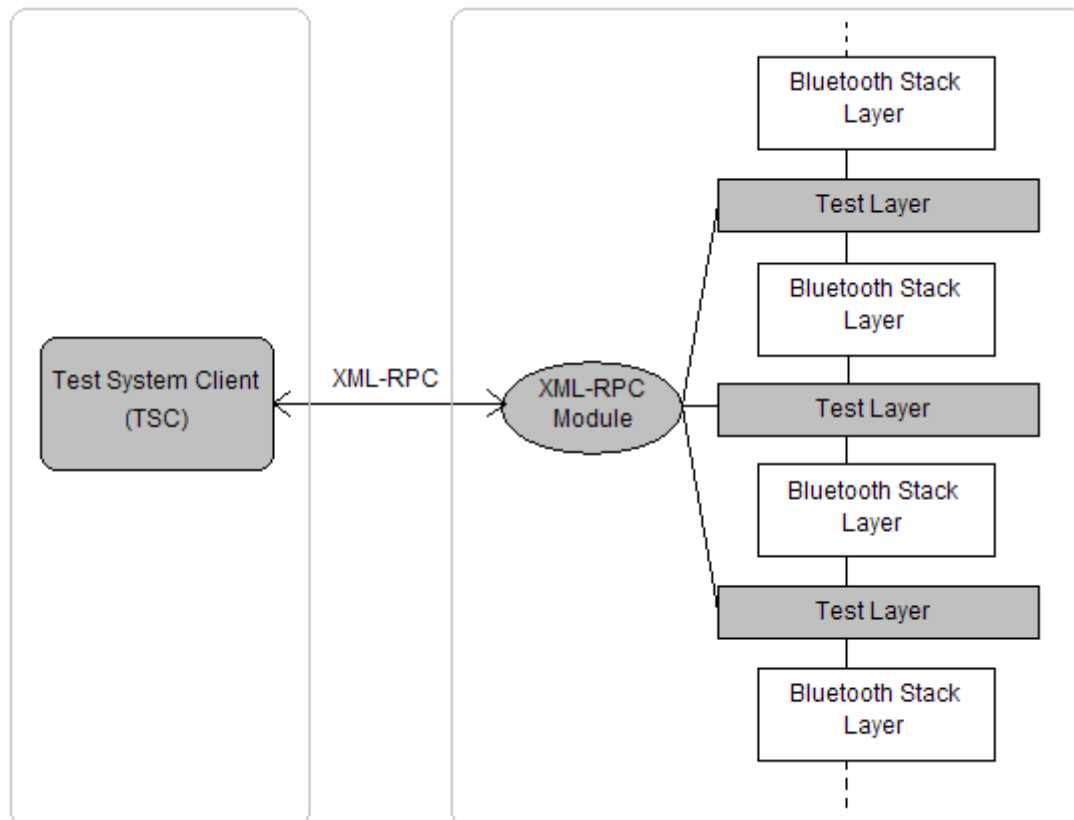 Bluetooth Stack
Layer
Test Layer
Bluetooth Stack
Layer
Test System Client
(TSC)
XML-RPC
XML-RPC
Module
Test Layer
Bluetooth Stack
Layer
Test Layer
Bluetooth Stack
Layer